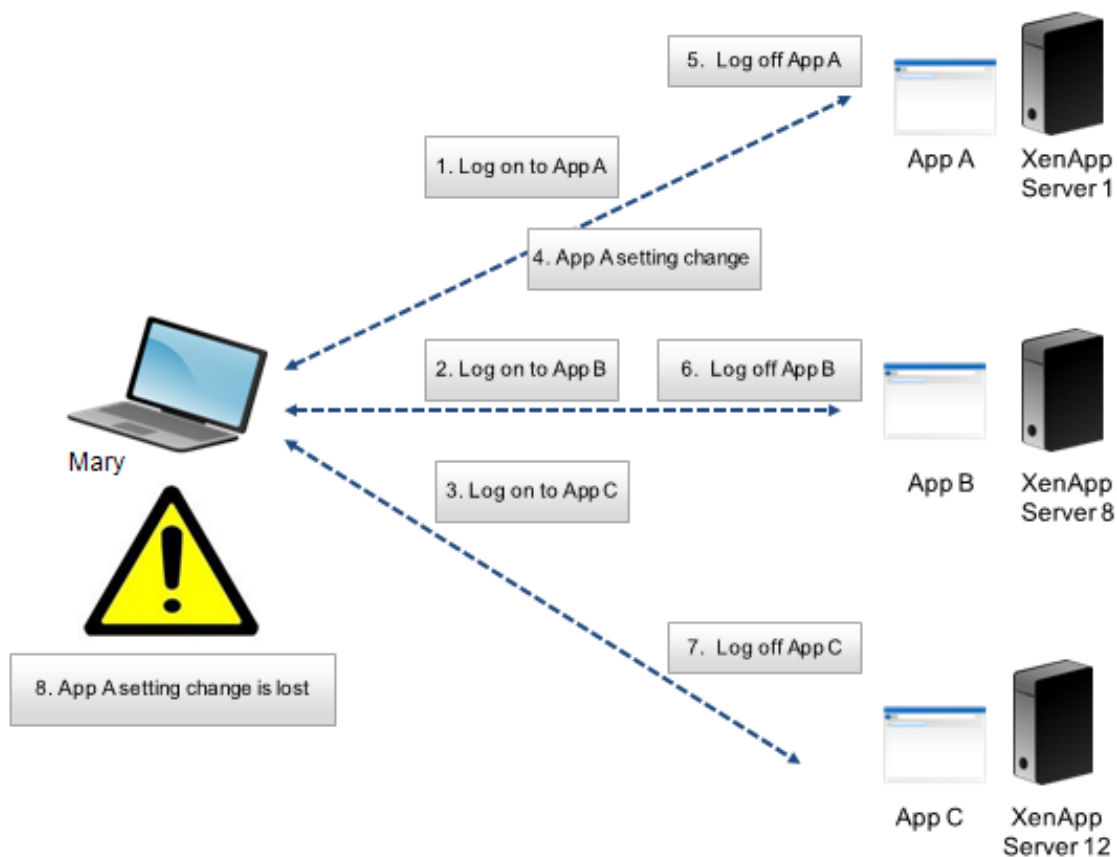 5. Log off App A
1. Log on to App A
App A
XenApp
Server 1
4. App A setting change
2. Log on to App B
6. Log off App B
Mary
3. Log on to App C
App B
XenApp
Server 8
7. Log off App C
8. App A setting change is lost
App C
XenApp
Server 12